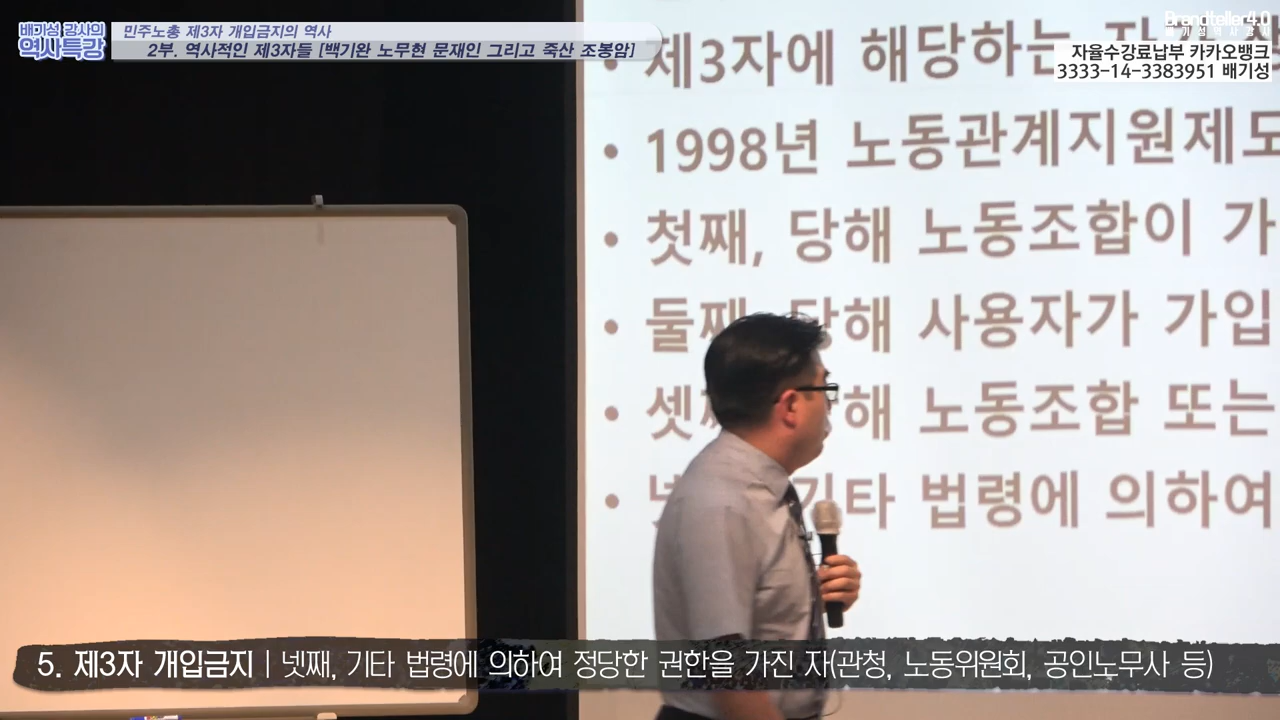 배기성 강사의
역사특강
민주노총 제3자 개입금지의 역사
2부. 역사적인 제3자들 [백기완 노무현 문재인 그리고 죽산 조봉암]
Brandteller4.0
배기성역사강사
자율수강료납부 카카오뱅크
3333-14-3383951 배기성
• 제3자에 해당하는
• 1998년 노동관계지원제도
• 첫째, 당해 노동조합이 가
• 둘째, 당해 사용자가 가입
• 셋째 당해 노동조합 또는
• 기타 법령에 의하여
5. 제3자 개입금지 | 넷째, 기타 법령에 의하여 정당한 권한을 가진 자(관청, 노동위원회, 공인노무사 등)